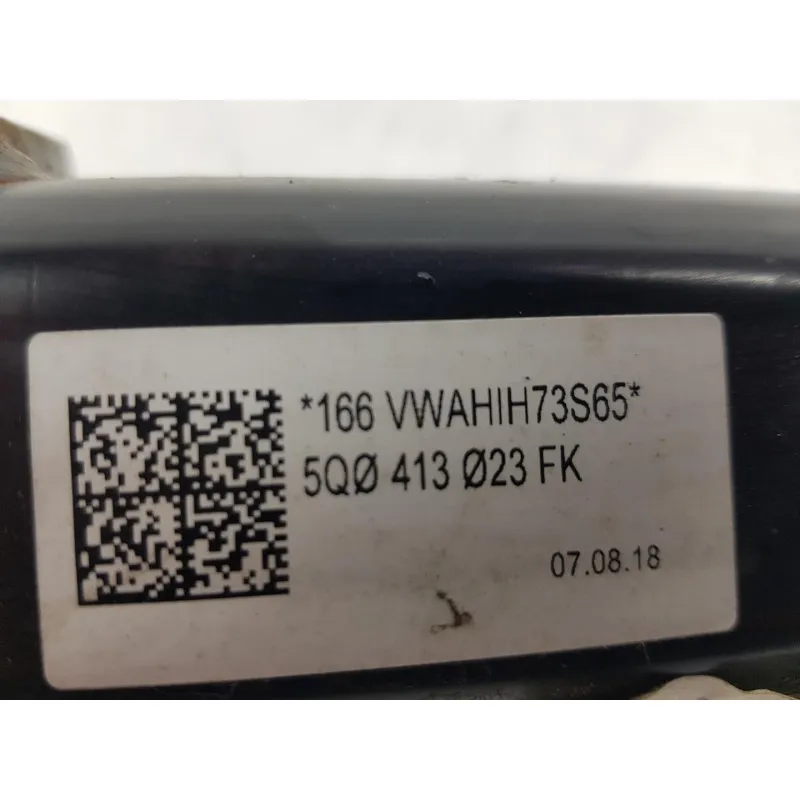 *166 VWAHIH73S65*
5QØ 413 Ø23 FK
07.08.18